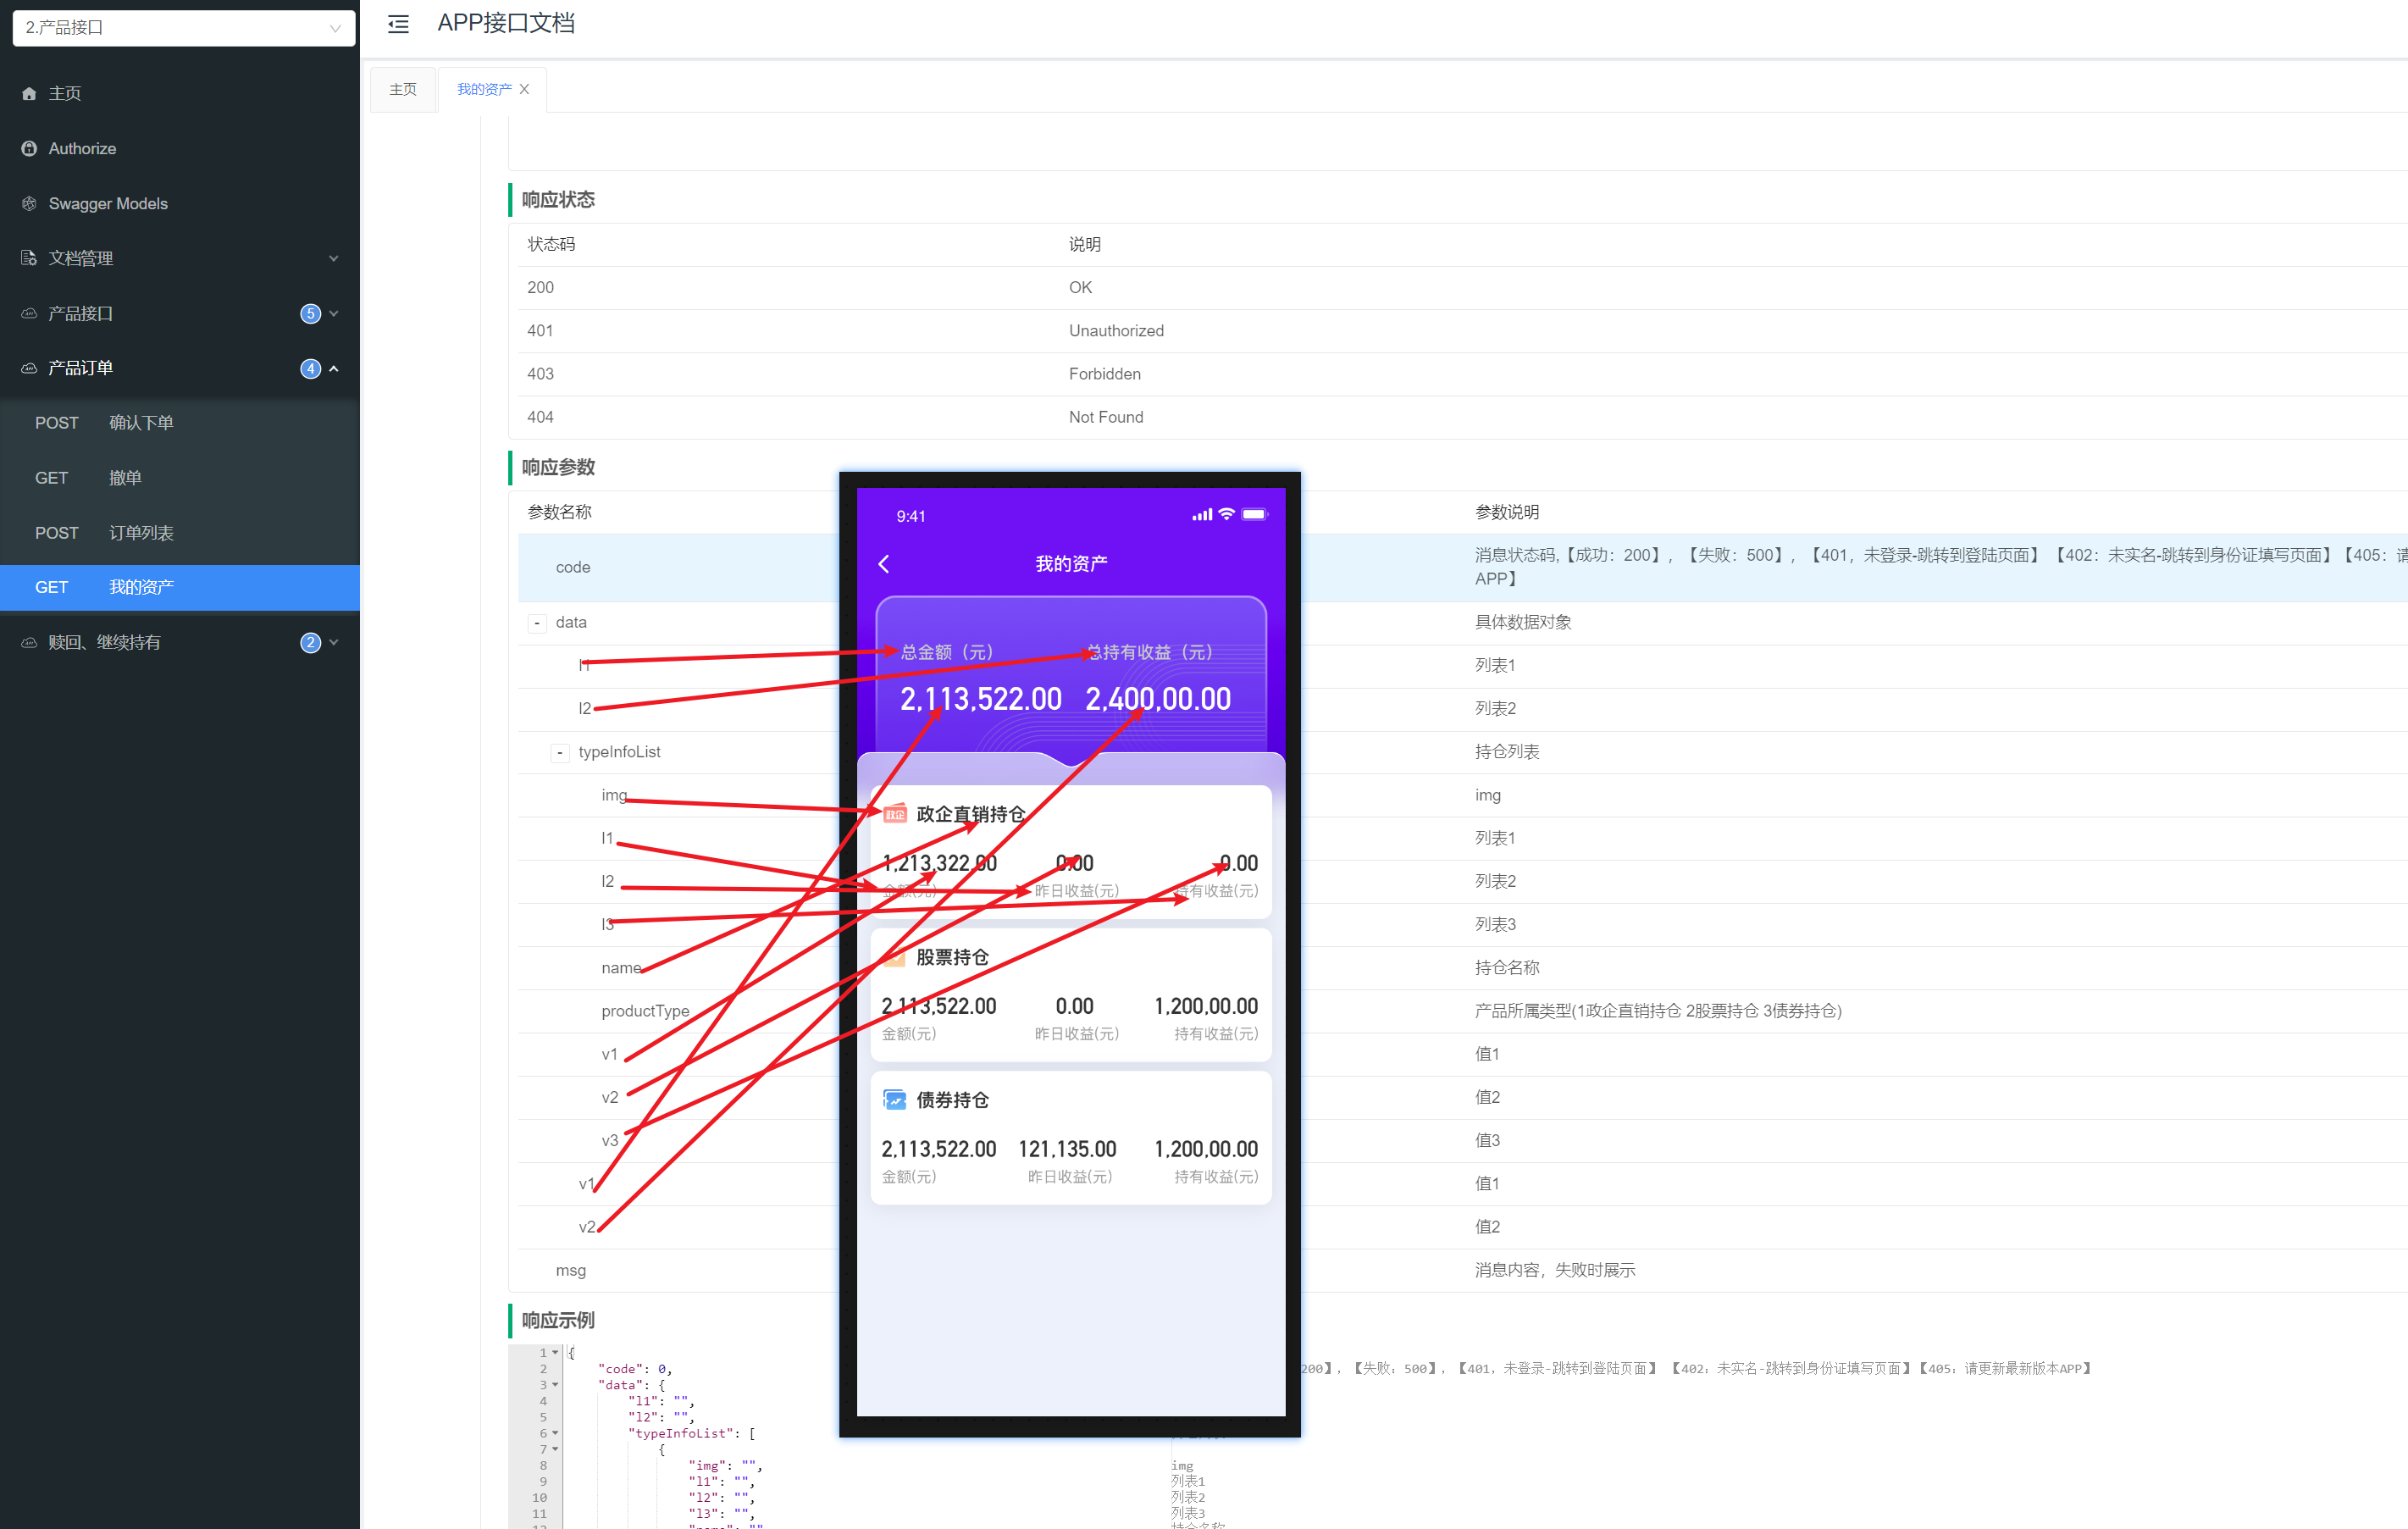 2.产品接口
APP接口文档
主页
Authorize
Swagger Models
文档管理
产品接口 5
产品订单 4
POST 确认下单
GET 撤单
POST 订单列表
GET 我的资产
赎回、继续持有 2
主页 我的资产
响应状态
状态码 说明
200 OK
401 Unauthorized
403 Forbidden
404 Not Found
响应参数
参数名称 参数说明
code 消息状态码,【成功：200】，【失败：500】，【401，未登录-跳转到登陆页面】 【402：未实名-跳转到身份证填写页面】【405：请
APP】
data 具体数据对象
l1 列表1
l2 列表2
typeInfoList 持仓列表
img img
l1 列表1
l2 列表2
l3 列表3
name 持仓名称
productType 产品所属类型(1政企直销持仓 2股票持仓 3债券持仓)
v1 值1
v2 值2
v3 值3
v1 值1
v2 值2
msg 消息内容，失败时展示
9:41
我的资产
总金额（元） 总持有收益（元）
2,113,522.00 2,400,00.00
政企 政企直销持仓
1,213,322.00 0.00 0.00
金额(元) 昨日收益(元) 持有收益(元)
股票持仓
2,113,522.00 0.00 1,200,00.00
金额(元) 昨日收益(元) 持有收益(元)
债券持仓
2,113,522.00 121,135.00 1,200,00.00
金额(元) 昨日收益(元) 持有收益(元)
响应示例
1 {
2 "code": 0, 200】，【失败：500】，【401，未登录-跳转到登陆页面】 【402：未实名-跳转到身份证填写页面】【405：请更新最新版本APP】
3 "data": {
4 "l1": "",
5 "l2": "",
6 "typeInfoList": [
7 {
8 "img": "", img
9 "l1": "", 列表1
10 "l2": "", 列表2
11 "l3": "", 列表3
12 "name": "" 持仓名称